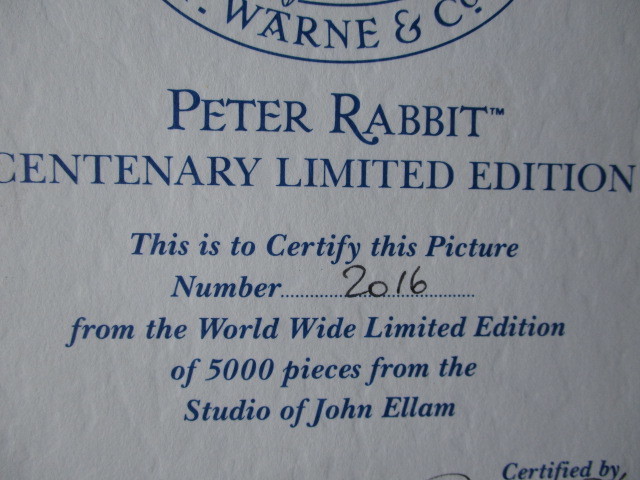 WARNE & Co.
PETER RABBIT™
CENTENARY LIMITED EDITION
This is to Certify this Picture
Number 2016
from the World Wide Limited Edition
of 5000 pieces from the
Studio of John Ellam
Certified by